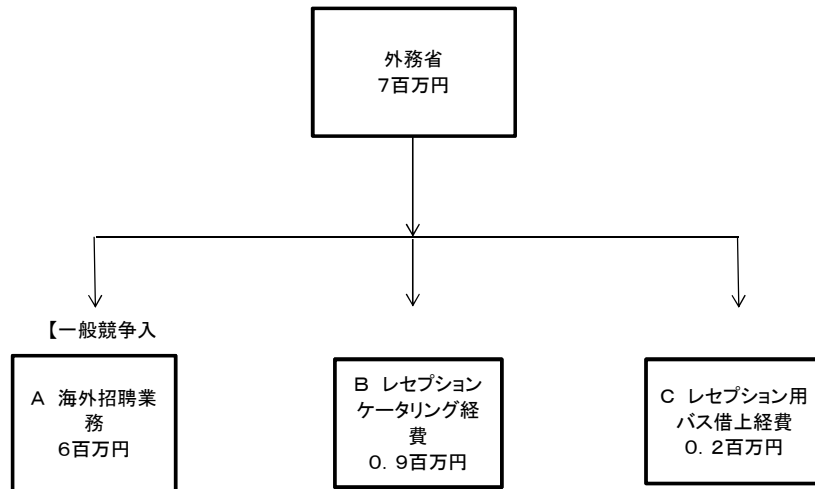 外務省
7百万円
【一般競争入
A 海外招聘業
務
6百万円
B レセプション
ケータリング経
費
0.9百万円
C レセプション用
バス借上経費
0.2百万円